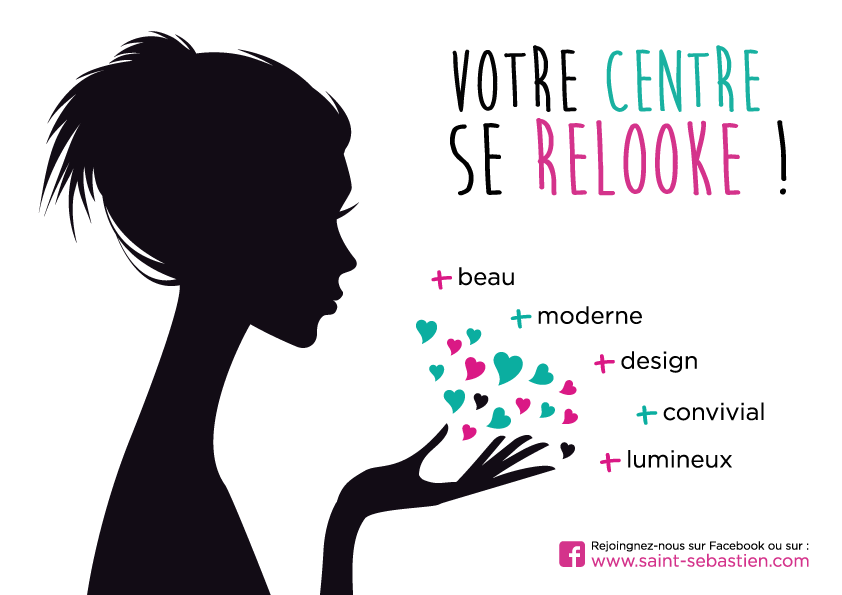 VOTRE CENTRE
SE RELOOKE !
+ beau
+ moderne
+ design
+ convivial
+ lumineux
Rejoingnez-nous sur Facebook ou sur :
www.saint-sebastien.com